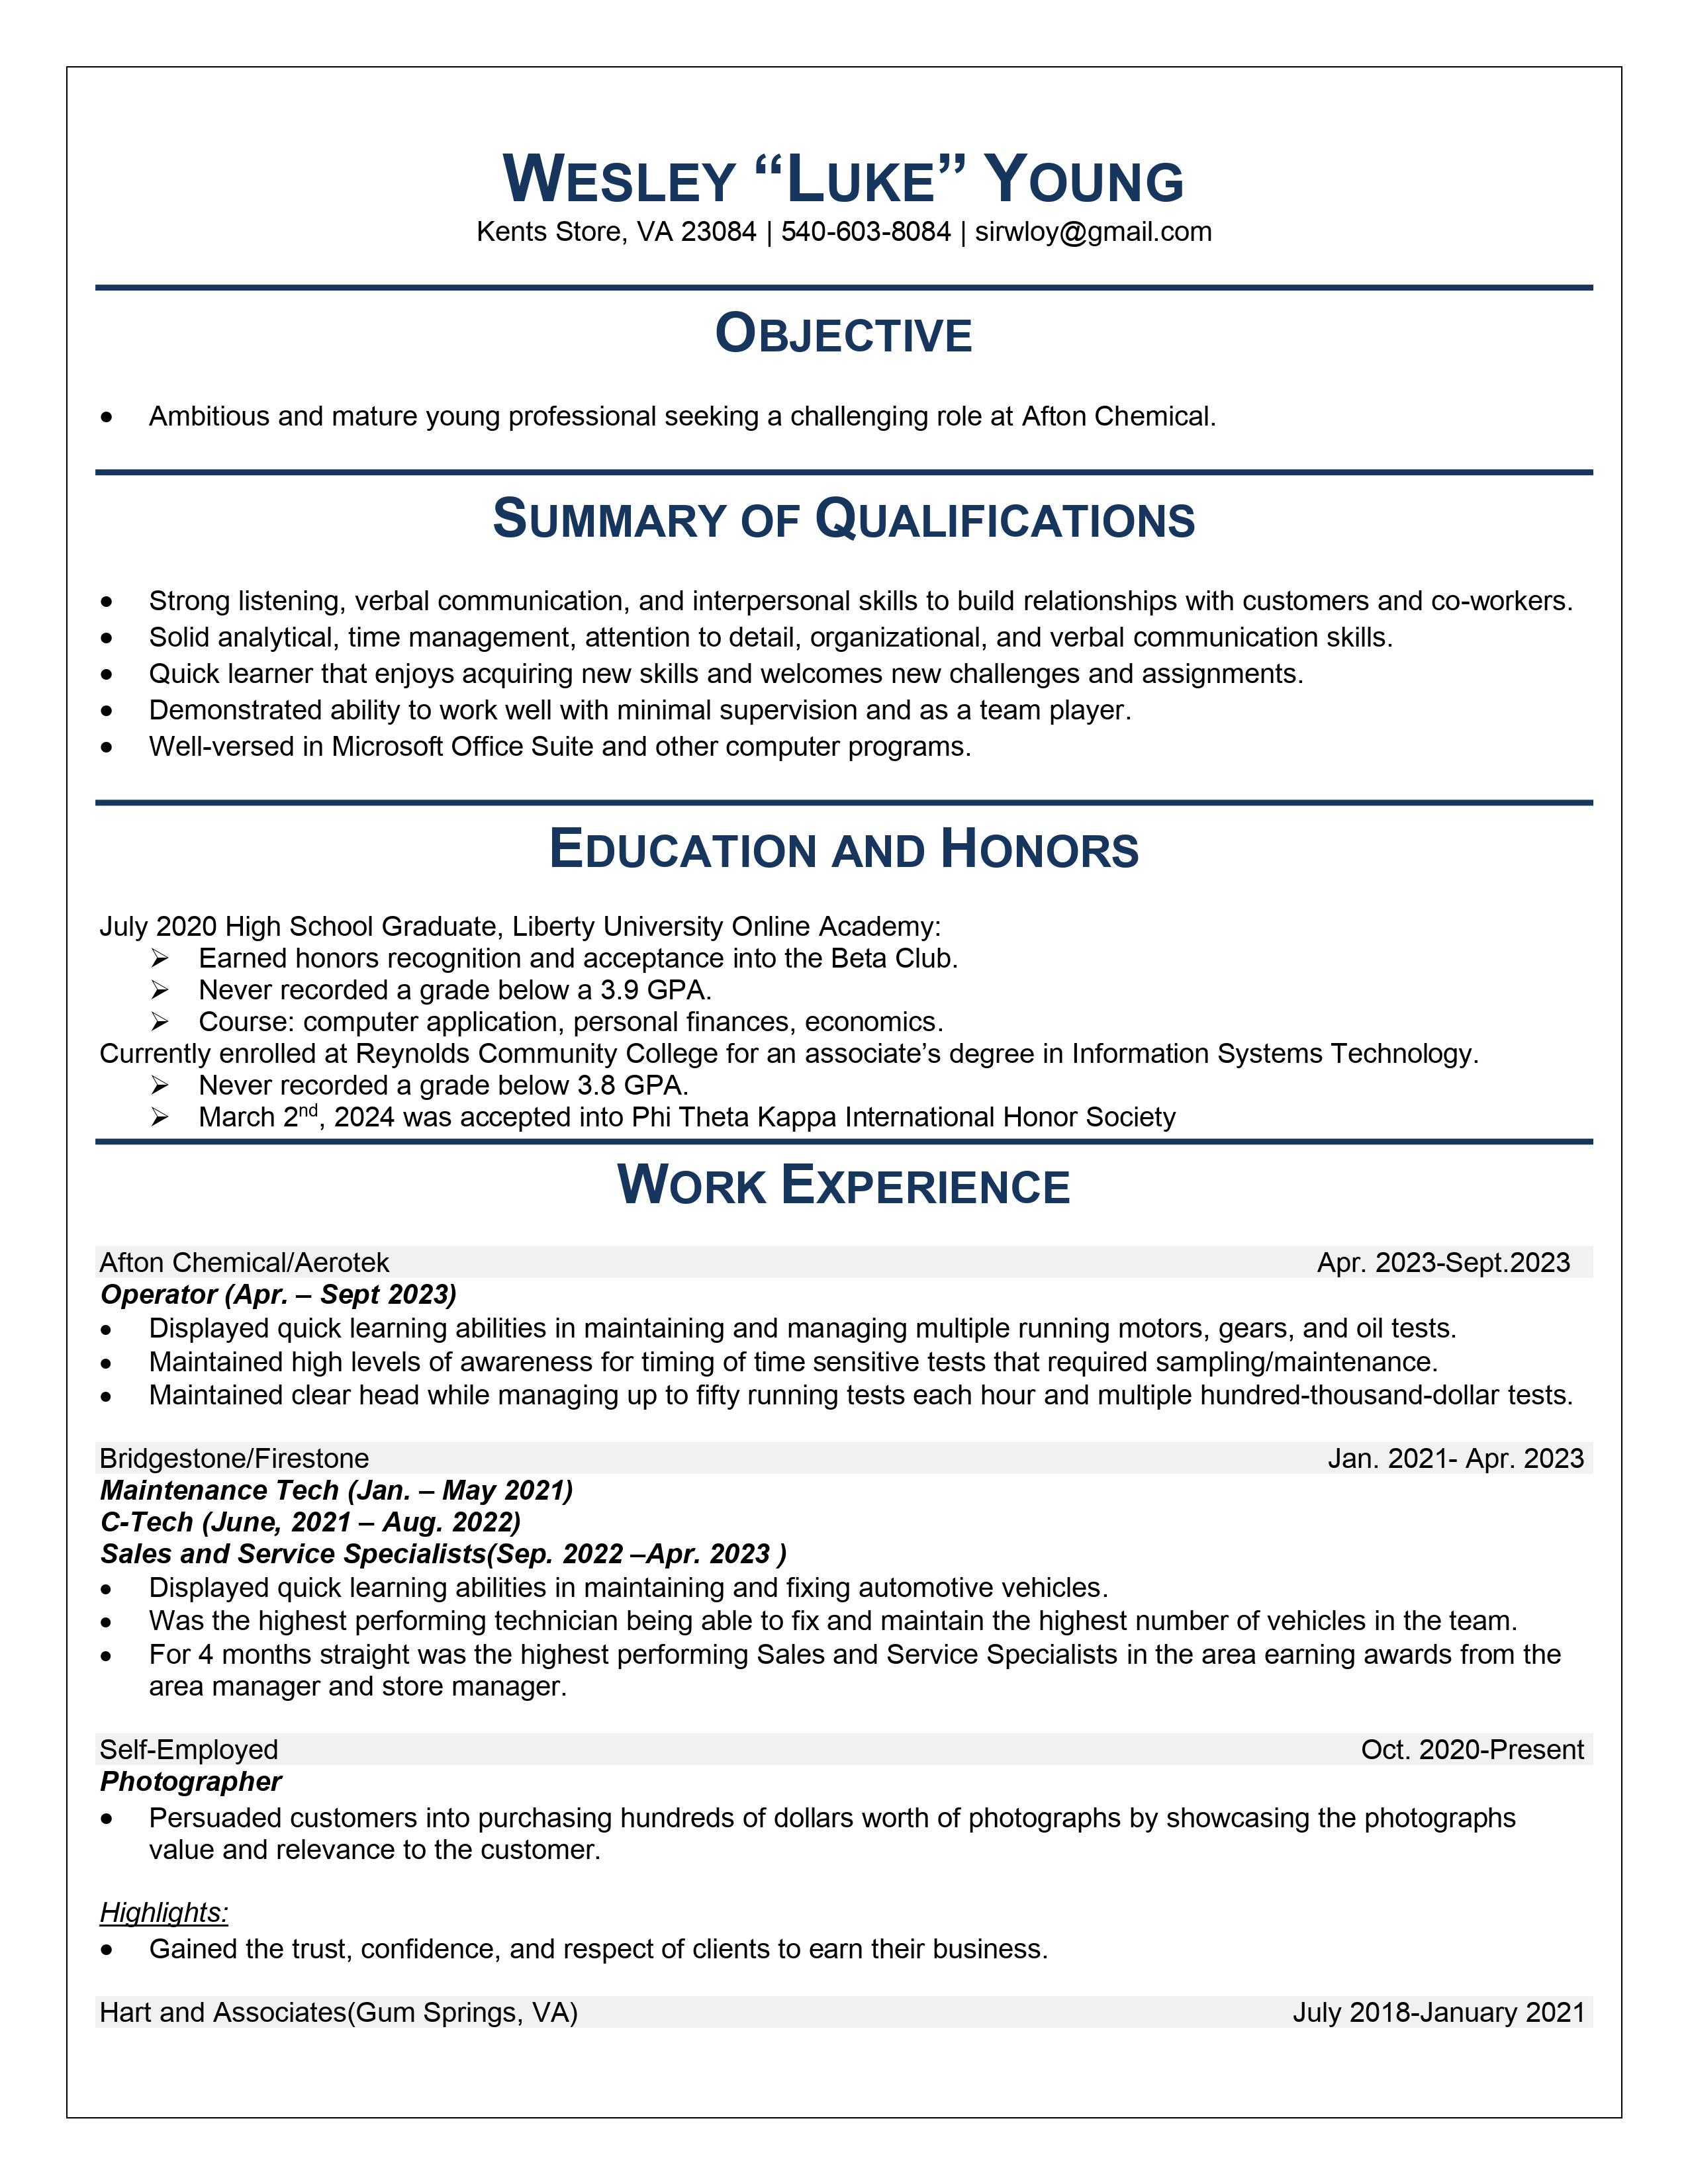 WESLEY “LUKE” YOUNG
Kents Store, VA 23084 | 540-603-8084 | sirwloy@gmail.com
OBJECTIVE
• Ambitious and mature young professional seeking a challenging role at Afton Chemical.
SUMMARY OF QUALIFICATIONS
• Strong listening, verbal communication, and interpersonal skills to build relationships with customers and co-workers.
• Solid analytical, time management, attention to detail, organizational, and verbal communication skills.
• Quick learner that enjoys acquiring new skills and welcomes new challenges and assignments.
• Demonstrated ability to work well with minimal supervision and as a team player.
• Well-versed in Microsoft Office Suite and other computer programs.
EDUCATION AND HONORS
July 2020 High School Graduate, Liberty University Online Academy:
➢ Earned honors recognition and acceptance into the Beta Club.
➢ Never recorded a grade below a 3.9 GPA.
➢ Course: computer application, personal finances, economics.
Currently enrolled at Reynolds Community College for an associate’s degree in Information Systems Technology.
➢ Never recorded a grade below 3.8 GPA.
➢ March 2nd, 2024 was accepted into Phi Theta Kappa International Honor Society
WORK EXPERIENCE
Afton Chemical/Aerotek Apr. 2023-Sept.2023
Operator (Apr. – Sept 2023)
• Displayed quick learning abilities in maintaining and managing multiple running motors, gears, and oil tests.
• Maintained high levels of awareness for timing of time sensitive tests that required sampling/maintenance.
• Maintained clear head while managing up to fifty running tests each hour and multiple hundred-thousand-dollar tests.
Bridgestone/Firestone Jan. 2021- Apr. 2023
Maintenance Tech (Jan. – May 2021)
C-Tech (June, 2021 – Aug. 2022)
Sales and Service Specialists(Sep. 2022 –Apr. 2023 )
• Displayed quick learning abilities in maintaining and fixing automotive vehicles.
• Was the highest performing technician being able to fix and maintain the highest number of vehicles in the team.
• For 4 months straight was the highest performing Sales and Service Specialists in the area earning awards from the
area manager and store manager.
Self-Employed Oct. 2020-Present
Photographer
• Persuaded customers into purchasing hundreds of dollars worth of photographs by showcasing the photographs
value and relevance to the customer.
Highlights:
• Gained the trust, confidence, and respect of clients to earn their business.
Hart and Associates(Gum Springs, VA) July 2018-January 2021